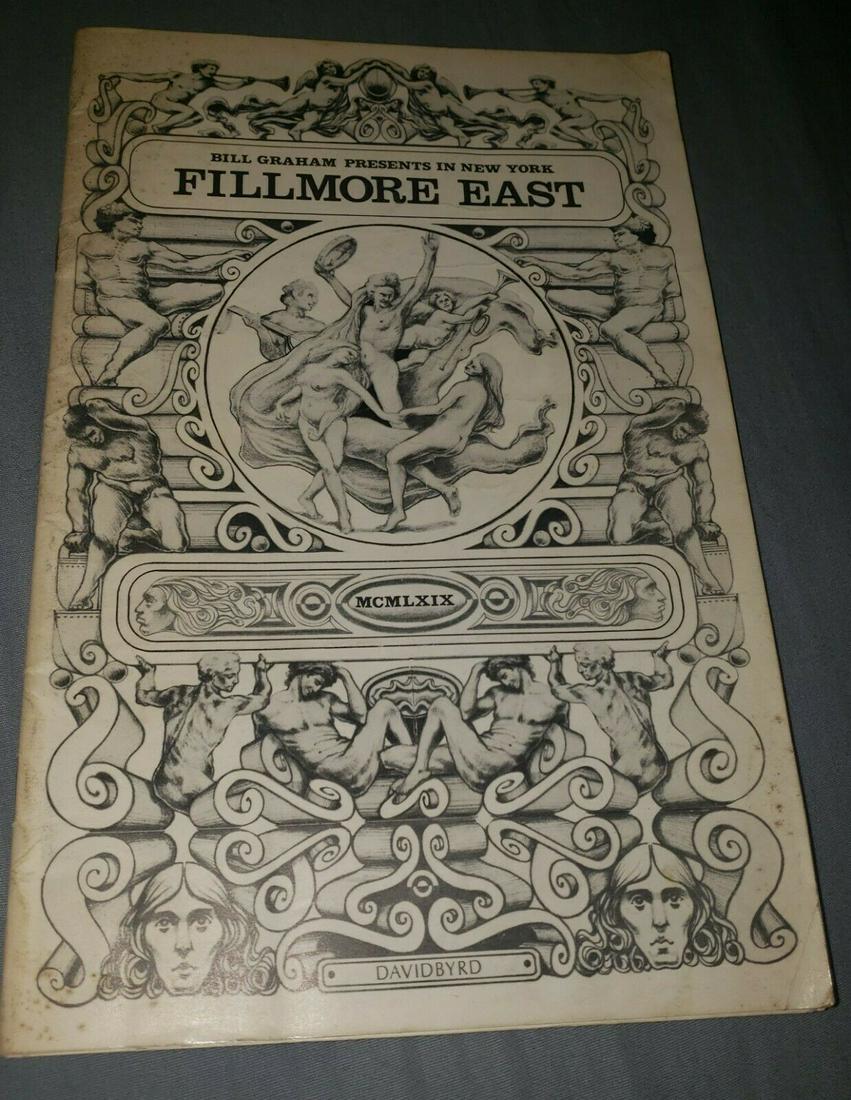 BILL GRAHAM PRESENTS IN NEW YORK
FILLMORE EAST
MCMLXIX
DAVIDBYRD